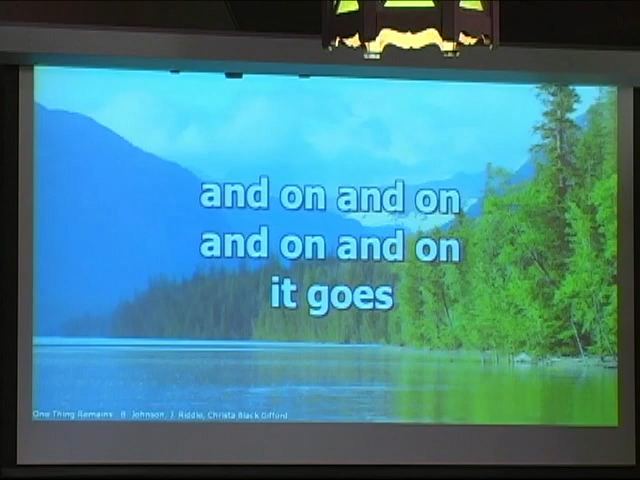 and on and on
and on and on
it goes
One Thing Remains B. Johnson, J. Riddle, Christa Black Gifford